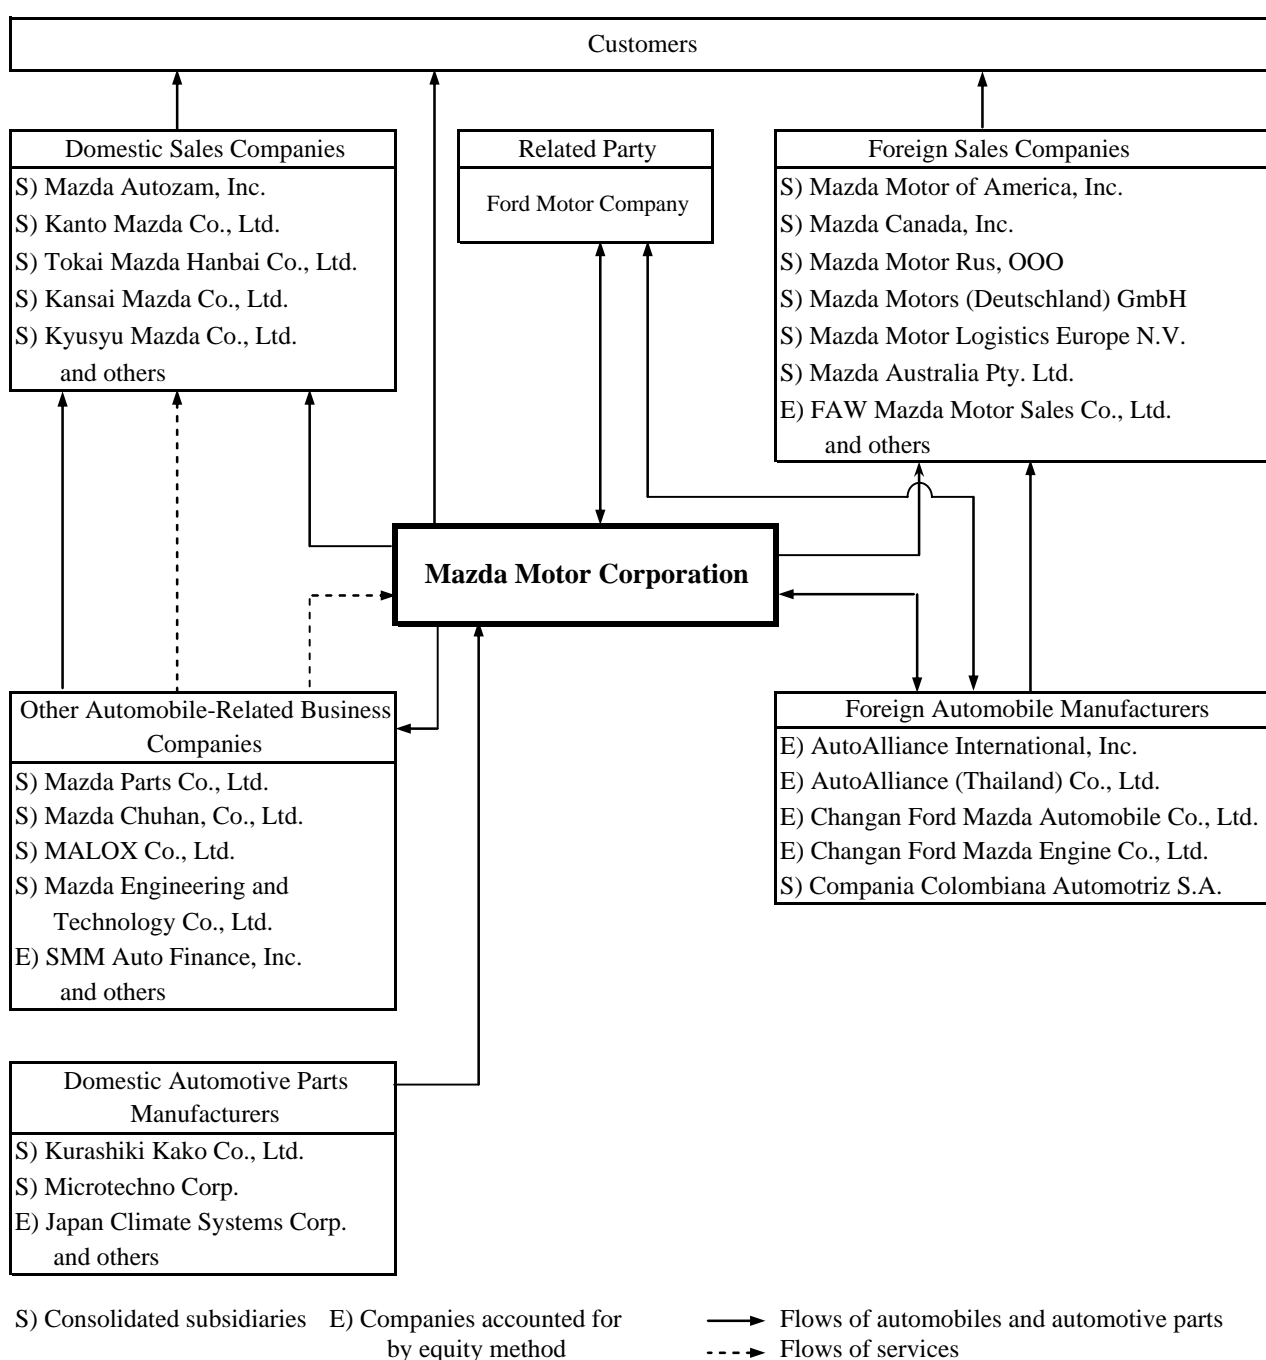 Customers
Domestic Sales Companies
S) Mazda Autozam, Inc.
S) Kanto Mazda Co., Ltd.
S) Tokai Mazda Hanbai Co., Ltd.
S) Kansai Mazda Co., Ltd.
S) Kyusyu Mazda Co., Ltd.
and others
Related Party
Ford Motor Company
Foreign Sales Companies
S) Mazda Motor of America, Inc.
S) Mazda Canada, Inc.
S) Mazda Motor Rus, OOO
S) Mazda Motors (Deutschland) GmbH
S) Mazda Motor Logistics Europe N.V.
S) Mazda Australia Pty. Ltd.
E) FAW Mazda Motor Sales Co., Ltd.
and others
Mazda Motor Corporation
Other Automobile-Related Business
Companies
S) Mazda Parts Co., Ltd.
S) Mazda Chuhan, Co., Ltd.
S) MALOX Co., Ltd.
S) Mazda Engineering and
Technology Co., Ltd.
E) SMM Auto Finance, Inc.
and others
Foreign Automobile Manufacturers
E) AutoAlliance International, Inc.
E) AutoAlliance (Thailand) Co., Ltd.
E) Changan Ford Mazda Automobile Co., Ltd.
E) Changan Ford Mazda Engine Co., Ltd.
S) Compania Colombiana Automotriz S.A.
Domestic Automotive Parts
Manufacturers
S) Kurashiki Kako Co., Ltd.
S) Microtechno Corp.
E) Japan Climate Systems Corp.
and others
S) Consolidated subsidiaries
E) Companies accounted for
by equity method
Flows of automobiles and automotive parts
Flows of services